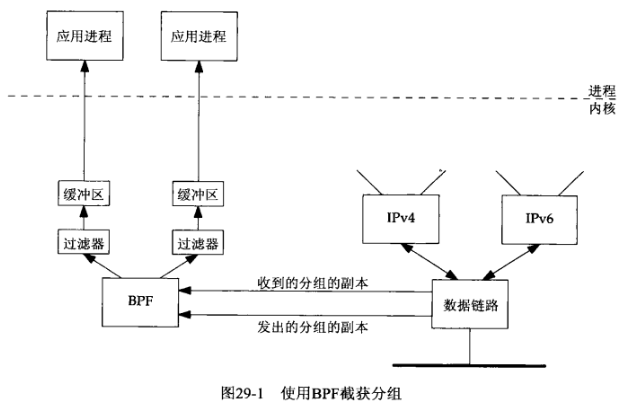 应用进程
应用进程
进程
内核
缓冲区
缓冲区
IPv4
IPv6
过滤器
过滤器
收到的分组的副本
BPF
数据链路
发出的分组的副本
图29-1 使用BPF截获分组